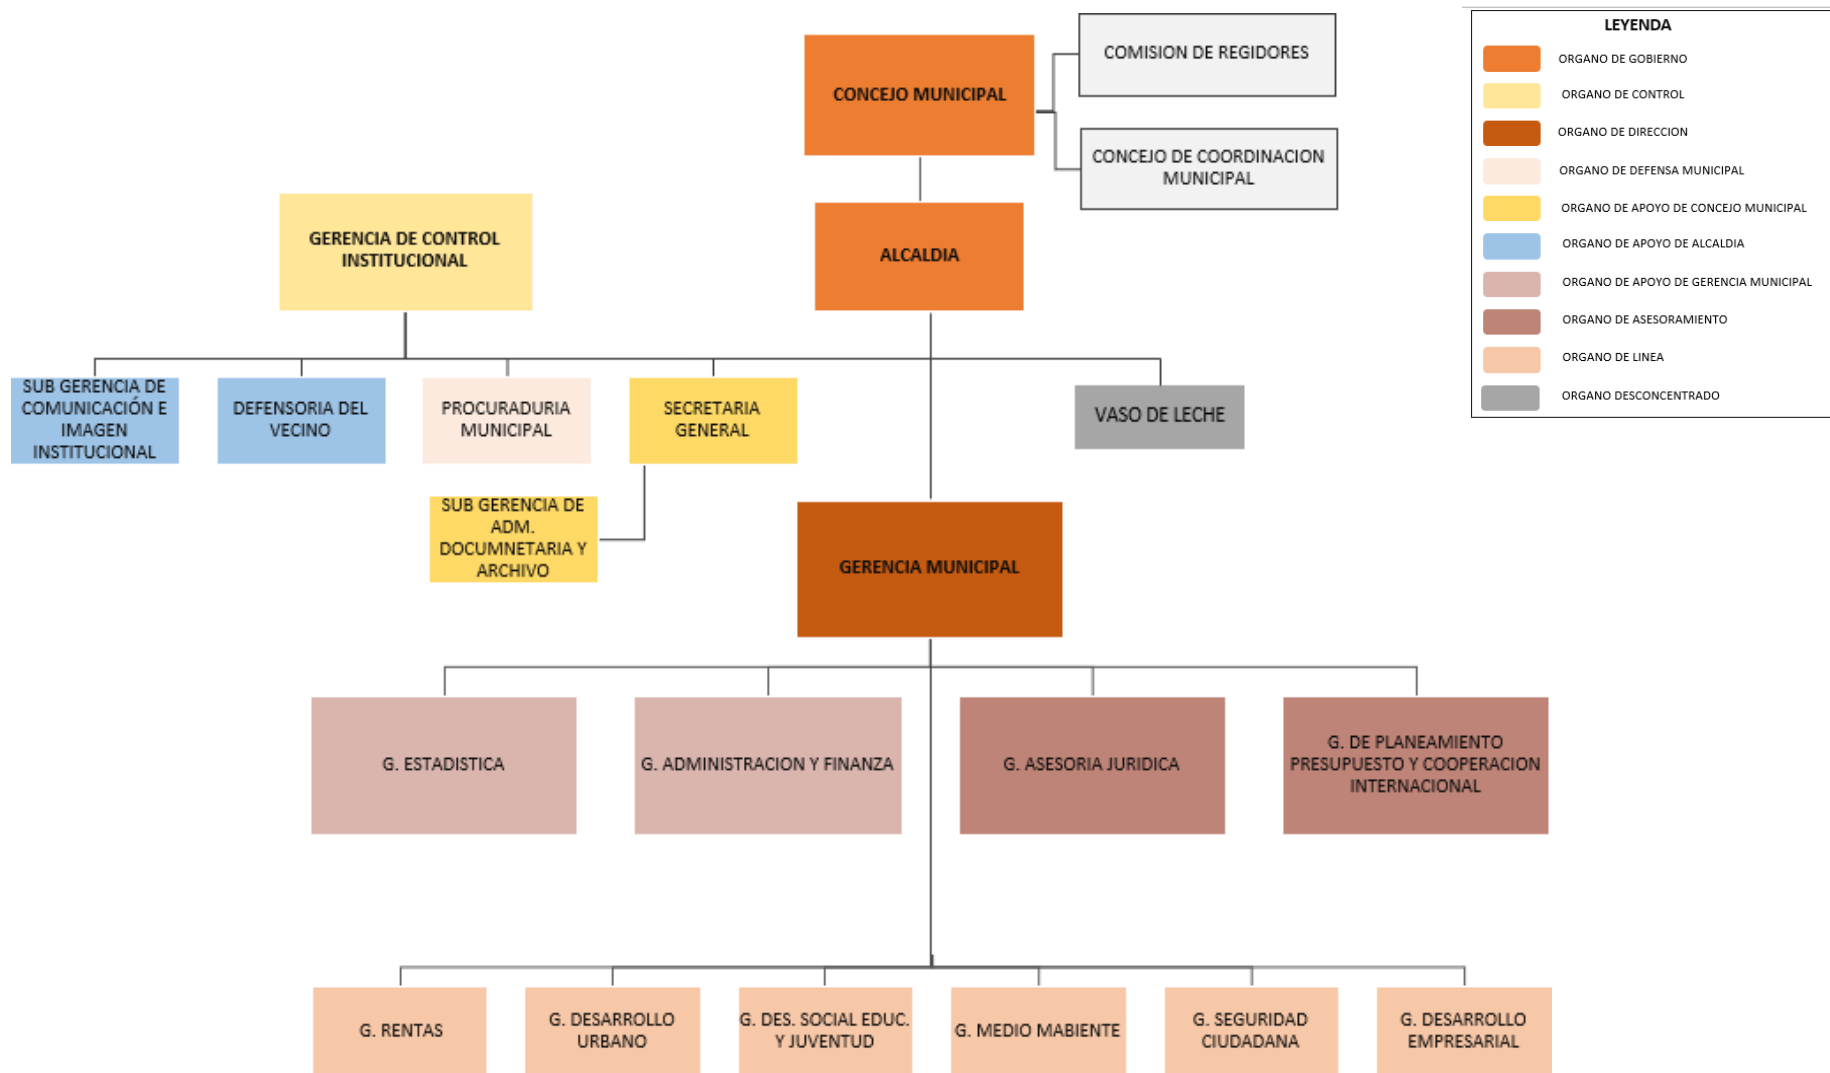 COMISION DE REGIDORES
CONCEJO MUNICIPAL
CONCEJO DE COORDINACION
MUNICIPAL
GERENCIA DE CONTROL
INSTITUCIONAL
ALCALDIA
SUB GERENCIA DE
COMUNICACIÓN E
IMAGEN
INSTITUCIONAL
DEFENSORIA DEL
VECINO
PROCURADURIA
MUNICIPAL
SECRETARIA
GENERAL
VASO DE LECHE
SUB GERENCIA DE
ADM.
DOCUMNETARIA Y
ARCHIVO
GERENCIA MUNICIPAL
G. ESTADISTICA
G. ADMINISTRACION Y FINANZA
G. ASESORIA JURIDICA
G. DE PLANEAMIENTO
PRESUPUESTO Y COOPERACION
INTERNACIONAL
G. RENTAS
G. DESARROLLO
URBANO
G. DES. SOCIAL EDUC.
Y JUVENTUD
G. MEDIO MABIENTE
G. SEGURIDAD
CIUDADANA
G. DESARROLLO
EMPRESARIAL
LEYENDA
ORGANO DE GOBIERNO
ORGANO DE CONTROL
ORGANO DE DIRECCION
ORGANO DE DEFENSA MUNICIPAL
ORGANO DE APOYO DE CONCEJO MUNICIPAL
ORGANO DE APOYO DE ALCALDIA
ORGANO DE APOYO DE GERENCIA MUNICIPAL
ORGANO DE ASESORAMIENTO
ORGANO DE LINEA
ORGANO DESCONCENTRADO